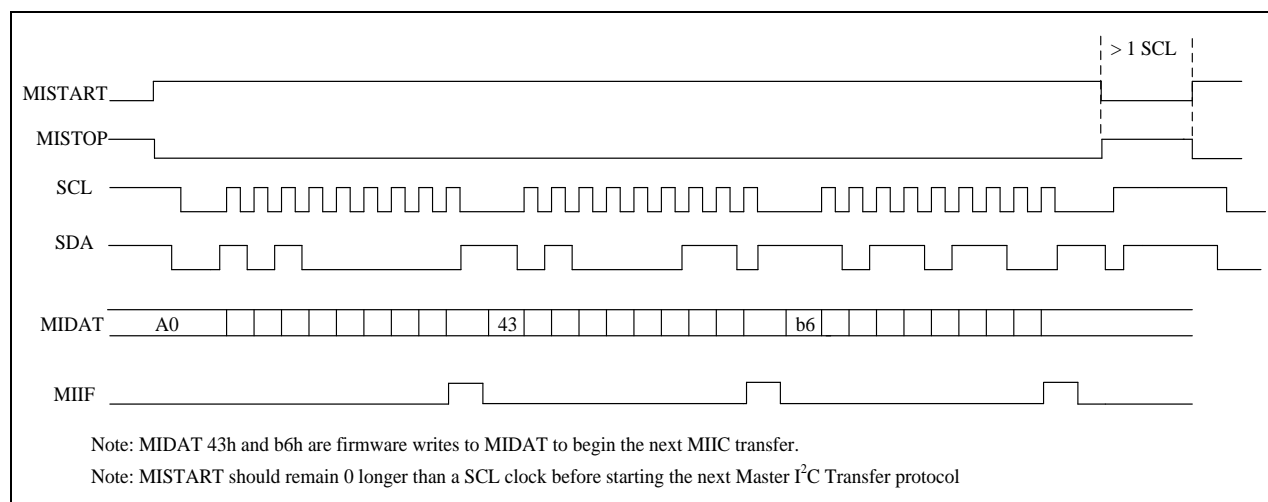 > 1 SCL
MISTART
MISTOP
SCL
SDA
MIDAT A0 43 b6
MIIF
Note: MIDAT 43h and b6h are firmware writes to MIDAT to begin the next MIIC transfer.
Note: MISTART should remain 0 longer than a SCL clock before starting the next Master I²C Transfer protocol